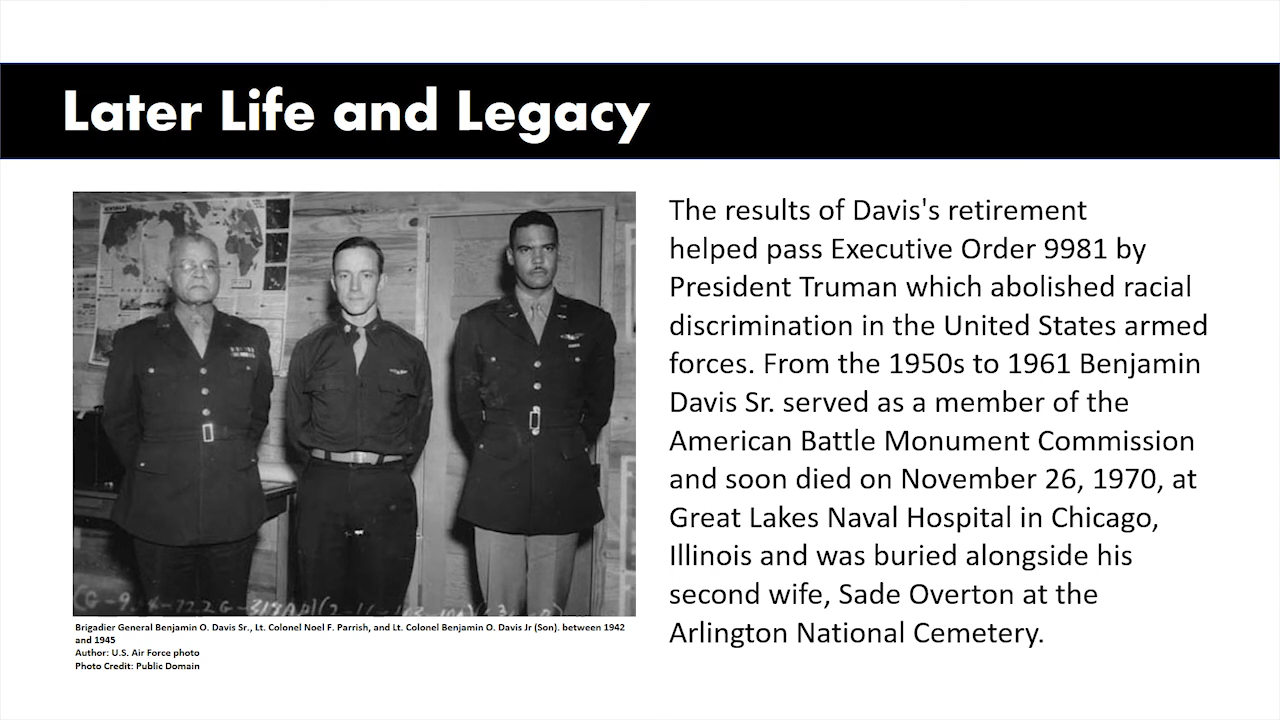 Later Life and Legacy
The results of Davis's retirement
helped pass Executive Order 9981 by
President Truman which abolished racial
discrimination in the United States armed
forces. From the 1950s to 1961 Benjamin
Davis Sr. served as a member of the
American Battle Monument Commission
and soon died on November 26, 1970, at
Great Lakes Naval Hospital in Chicago,
Illinois and was buried alongside his
second wife, Sade Overton at the
Arlington National Cemetery.
Brigadier General Benjamin O. Davis Sr., Lt. Colonel Noel F. Parrish, and Lt. Colonel Benjamin O. Davis Jr (Son). between 1942
and 1945
Author: U.S. Air Force photo
Photo Credit: Public Domain